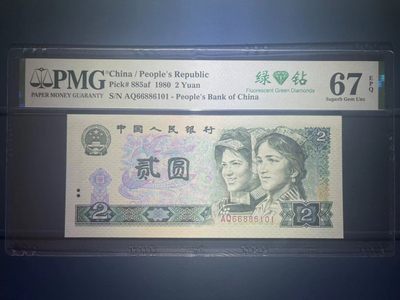 PMG
PAPER MONEY GUARANTY
China / People's Republic
Pick# 885af 1980 2 Yuan
S/N AQ66886101 - People's Bank of China
绿钻
Fluorescent Green Diamonds
67 EPQ
Superb Gem Unc
中国人民银行
贰圆
2
2
AQ66886101